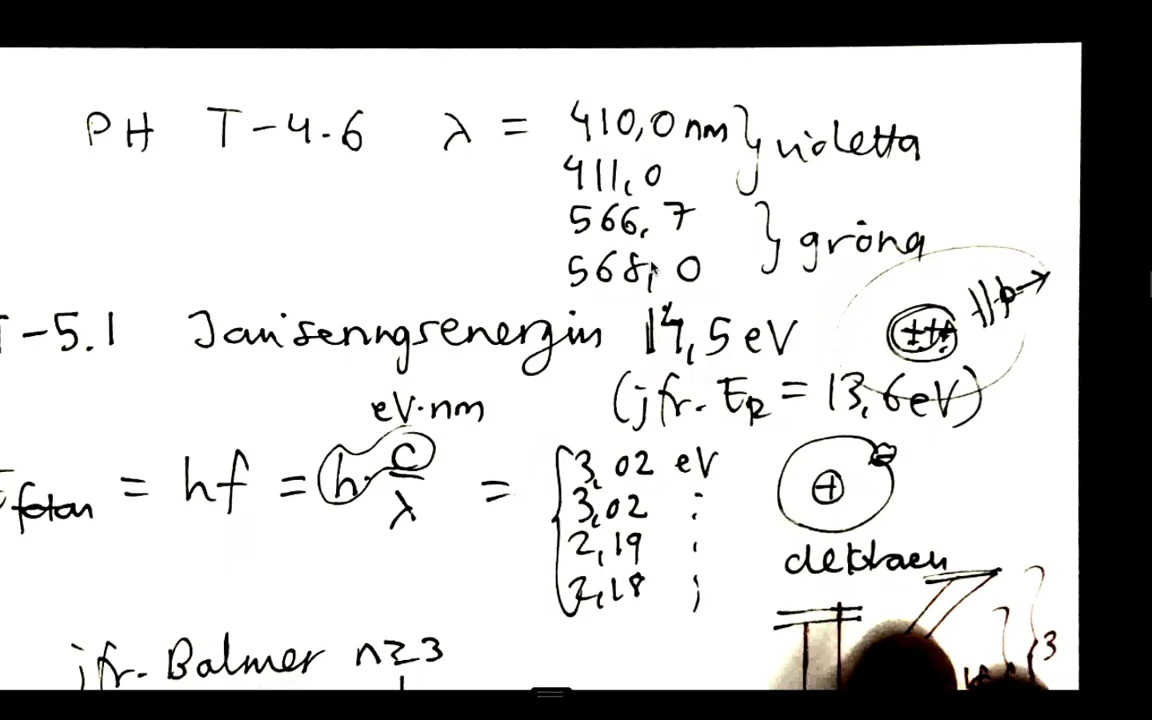 PH T-4.6 λ = 410,0 nm } violetta
411,0
566,7 } gröna
568,0
T-5.1 Joniseringsenergin 14,5 eV
(jfr. E_R = 13,6 eV)
eV·nm
foton = hf = h·c/λ = { 3,02 eV
3,02 :
2,19 :
2,18 ;
jfr. Balmer n≥3
3